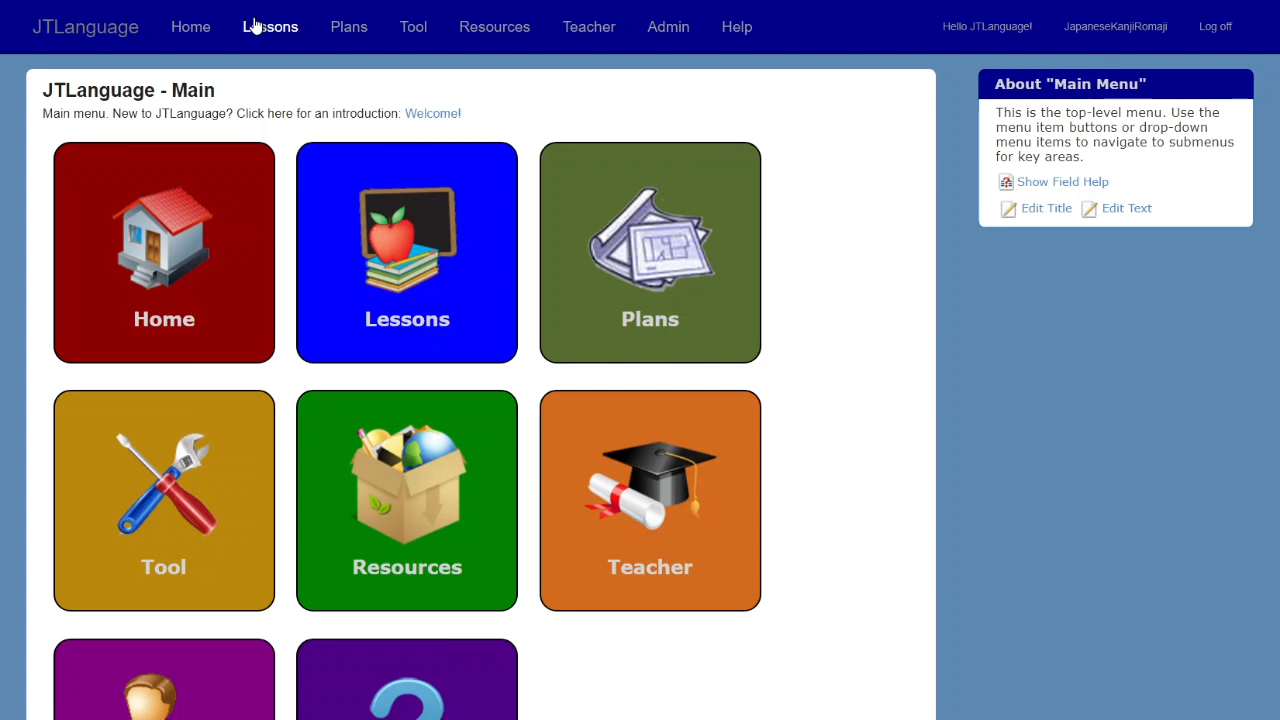 JTLanguage Home Lessons Plans Tool Resources Teacher Admin Help Hello JTLanguage! JapaneseKanjiRomaji Log off
JTLanguage - Main
Main menu. New to JTLanguage? Click here for an introduction: Welcome!
Home
Lessons
Plans
Tool
Resources
Teacher
About "Main Menu"
This is the top-level menu. Use the
menu item buttons or drop-down
menu items to navigate to submenus
for key areas.
Show Field Help
Edit Title Edit Text